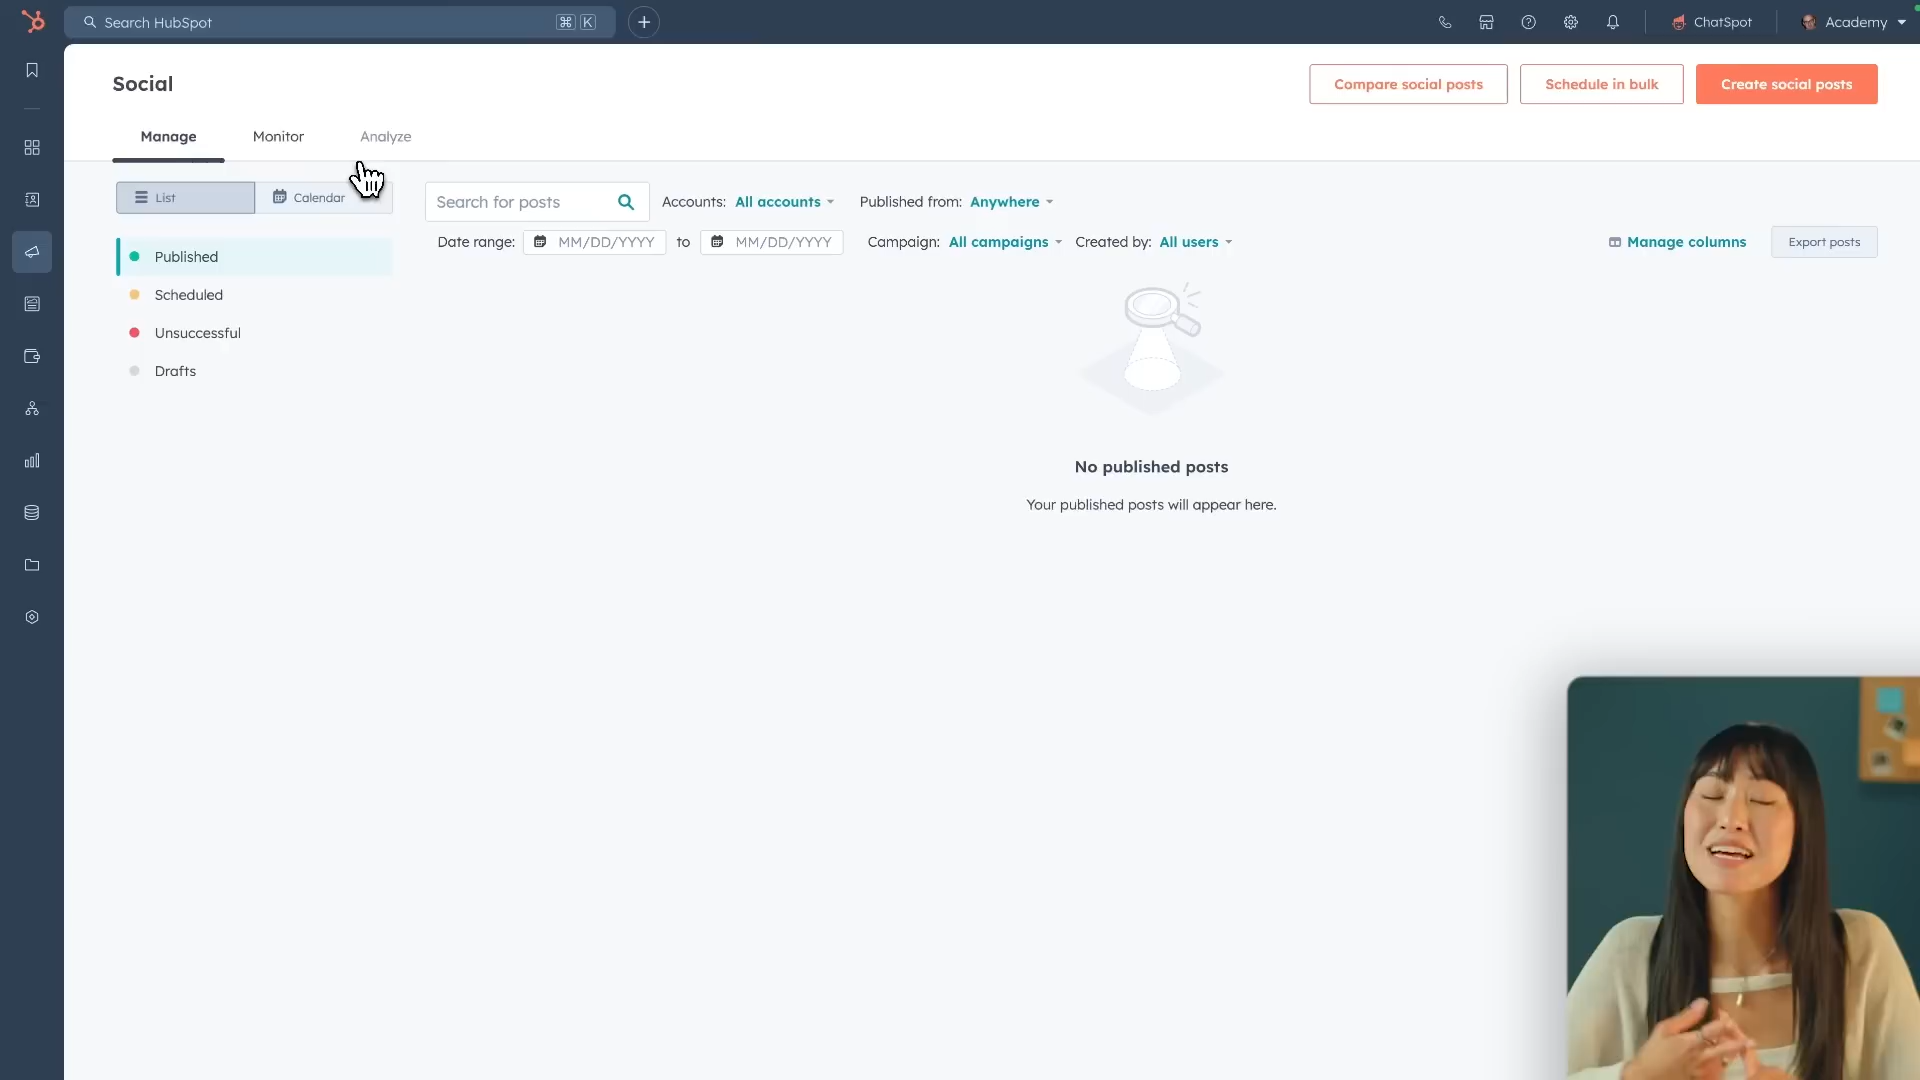 Search HubSpot ⌘ K
ChatSpot
Academy
Social
Compare social posts
Schedule in bulk
Create social posts
Manage
Monitor
Analyze
List
Calendar
Search for posts
Accounts: All accounts
Published from: Anywhere
Date range: MM/DD/YYYY to MM/DD/YYYY
Campaign: All campaigns
Created by: All users
Manage columns
Export posts
Published
Scheduled
Unsuccessful
Drafts
No published posts
Your published posts will appear here.